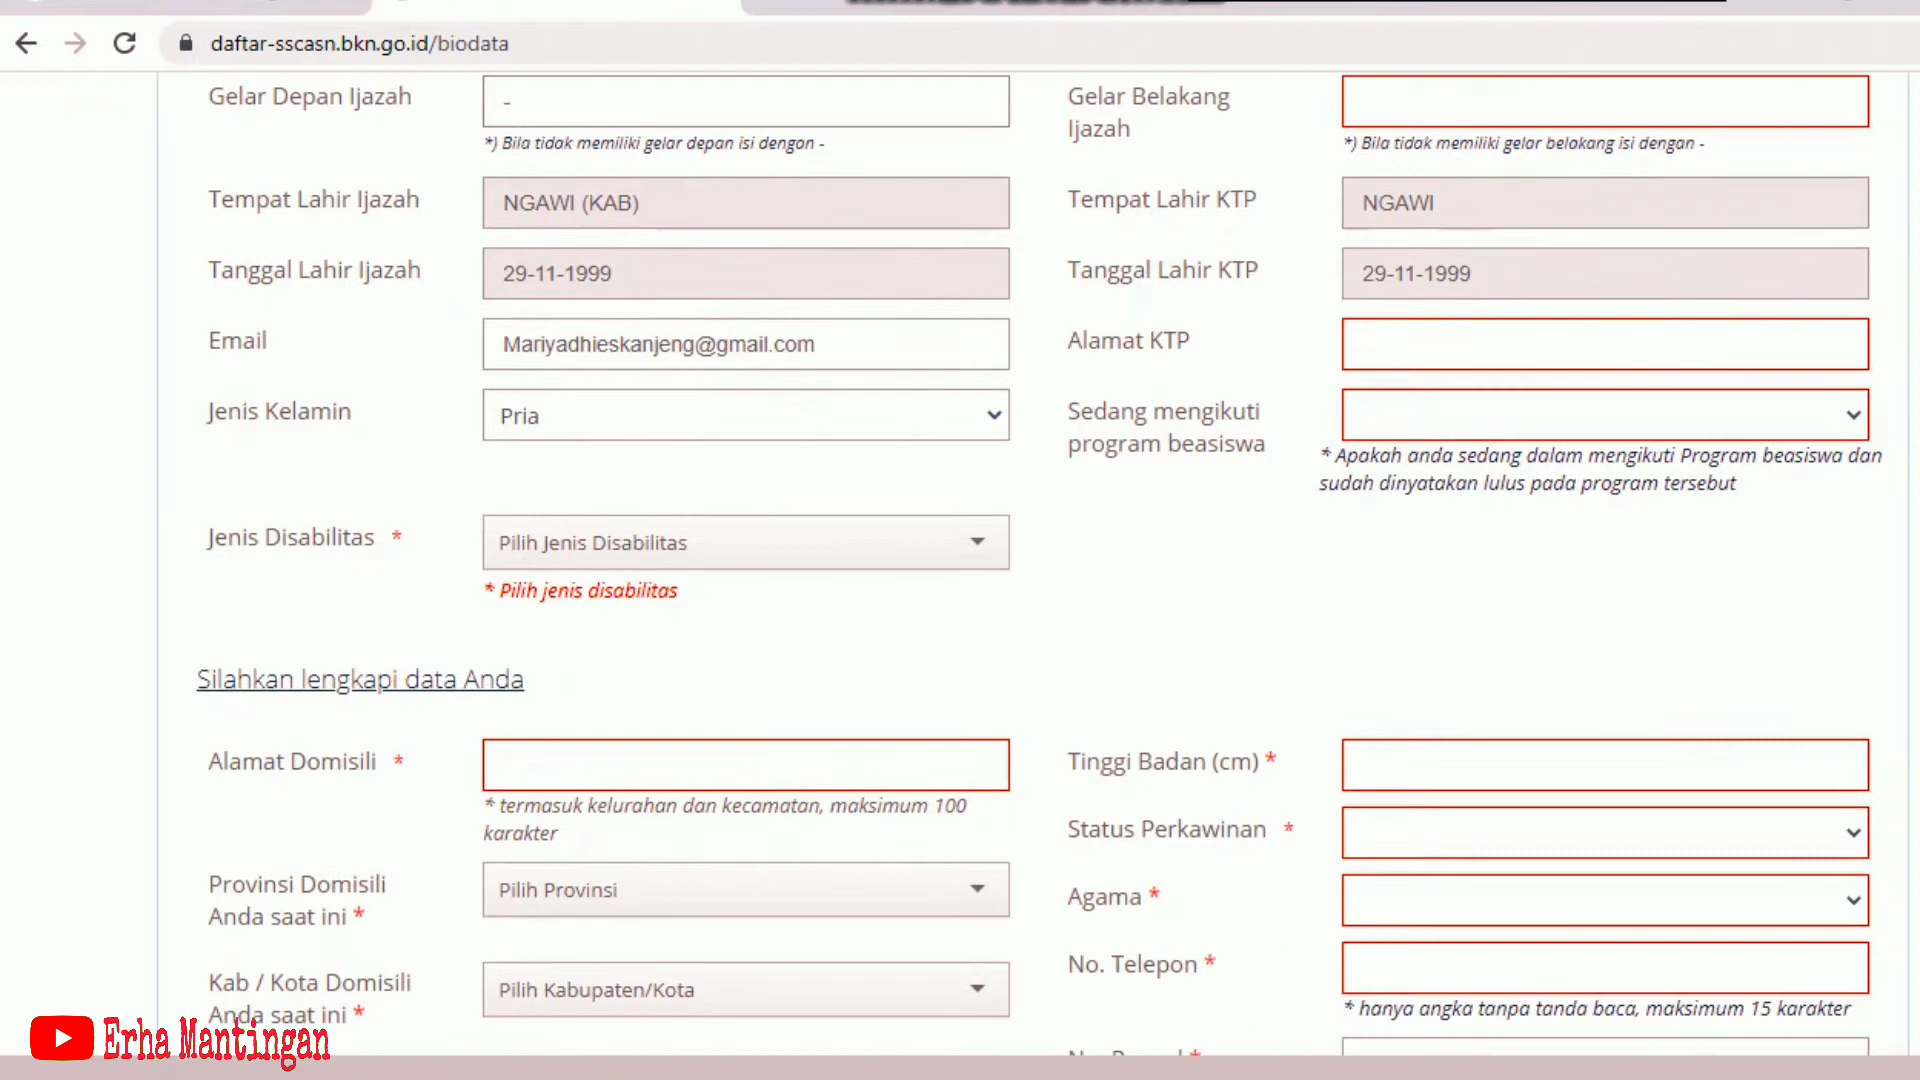 daftar-sscasn.bkn.go.id/biodata
Gelar Depan Ijazah
-
*) Bila tidak memiliki gelar depan isi dengan -
Gelar Belakang
Ijazah
*) Bila tidak memiliki gelar belakang isi dengan -
Tempat Lahir Ijazah
NGAWI (KAB)
Tempat Lahir KTP
NGAWI
Tanggal Lahir Ijazah
29-11-1999
Tanggal Lahir KTP
29-11-1999
Email
Mariyadhieskanjeng@gmail.com
Alamat KTP
Jenis Kelamin
Pria
Sedang mengikuti
program beasiswa
* Apakah anda sedang dalam mengikuti Program beasiswa dan
sudah dinyatakan lulus pada program tersebut
Jenis Disabilitas *
Pilih Jenis Disabilitas
* Pilih jenis disabilitas
Silahkan lengkapi data Anda
Alamat Domisili *
* termasuk kelurahan dan kecamatan, maksimum 100
karakter
Tinggi Badan (cm) *
Status Perkawinan *
Provinsi Domisili
Anda saat ini *
Pilih Provinsi
Agama *
No. Telepon *
* hanya angka tanpa tanda baca, maksimum 15 karakter
Kab / Kota Domisili
Anda saat ini *
Pilih Kabupaten/Kota
Erha Mantingan